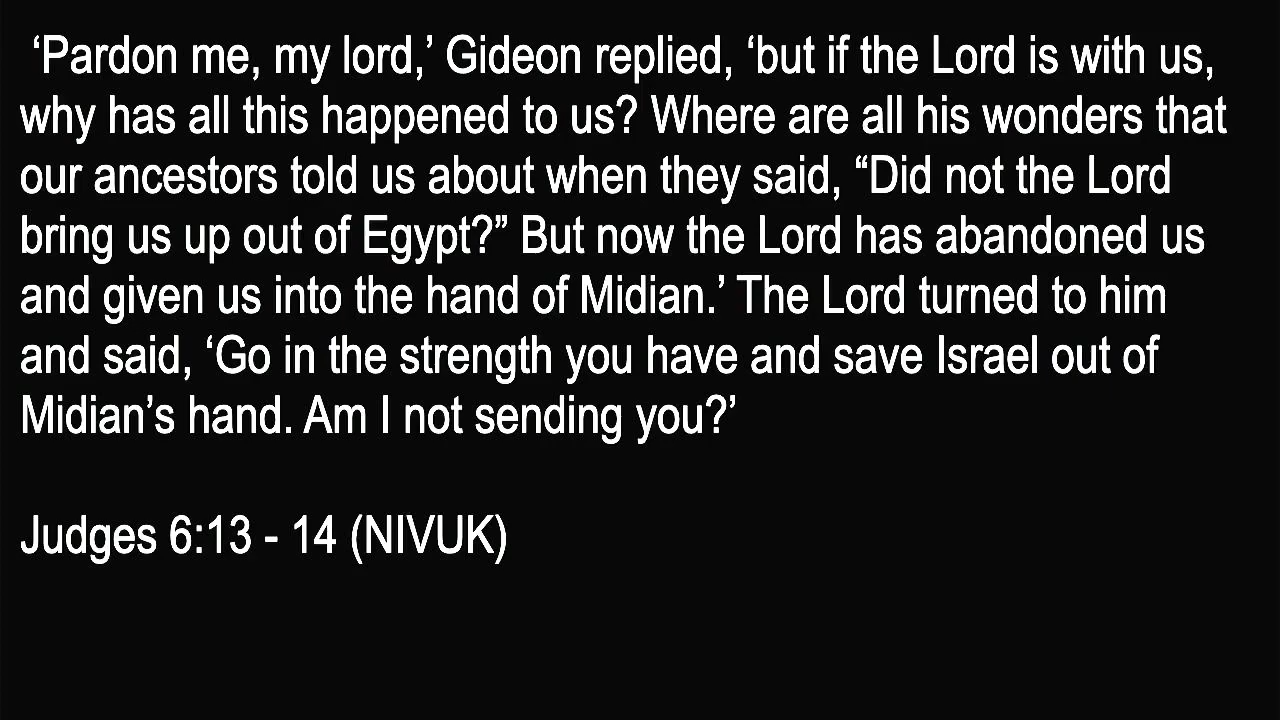 ‘Pardon me, my lord,’ Gideon replied, ‘but if the Lord is with us,
why has all this happened to us? Where are all his wonders that
our ancestors told us about when they said, “Did not the Lord
bring us up out of Egypt?” But now the Lord has abandoned us
and given us into the hand of Midian.’ The Lord turned to him
and said, ‘Go in the strength you have and save Israel out of
Midian’s hand. Am I not sending you?’
Judges 6:13 - 14 (NIVUK)